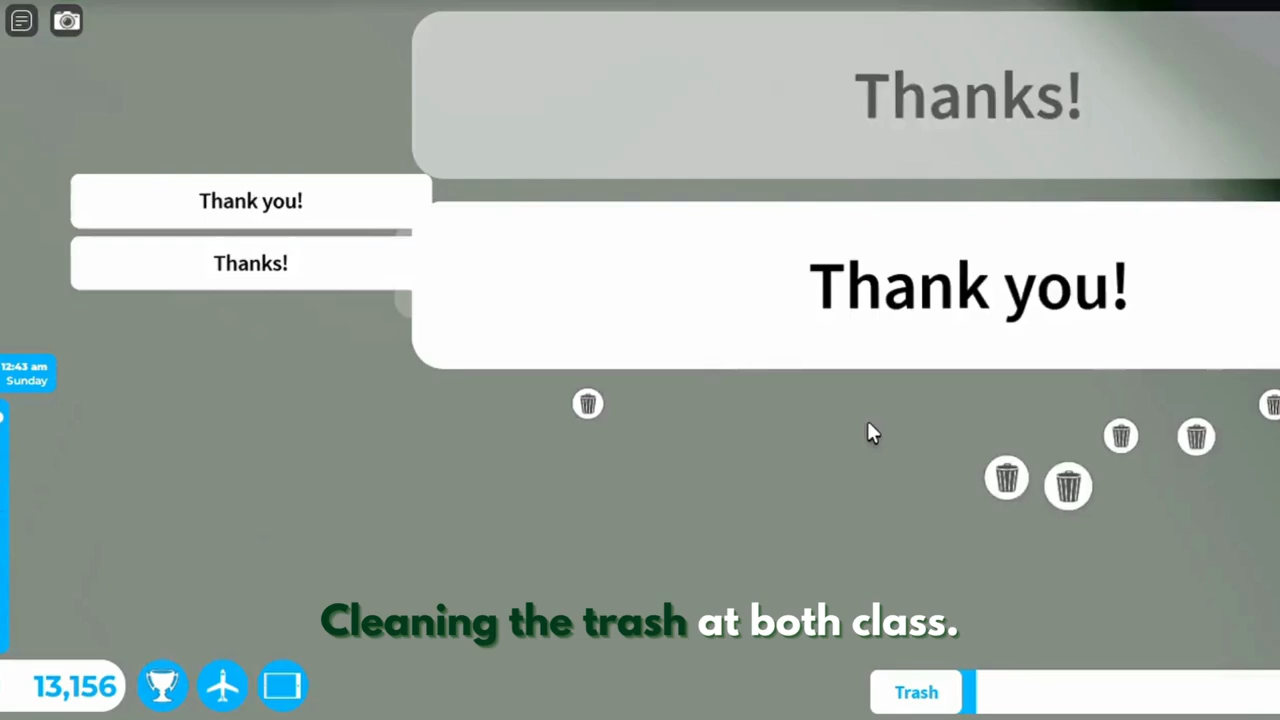 Thanks!
Thank you!
Thanks!
Thank you!
12:43 am
Sunday
Cleaning the trash at both class.
13,156
Trash